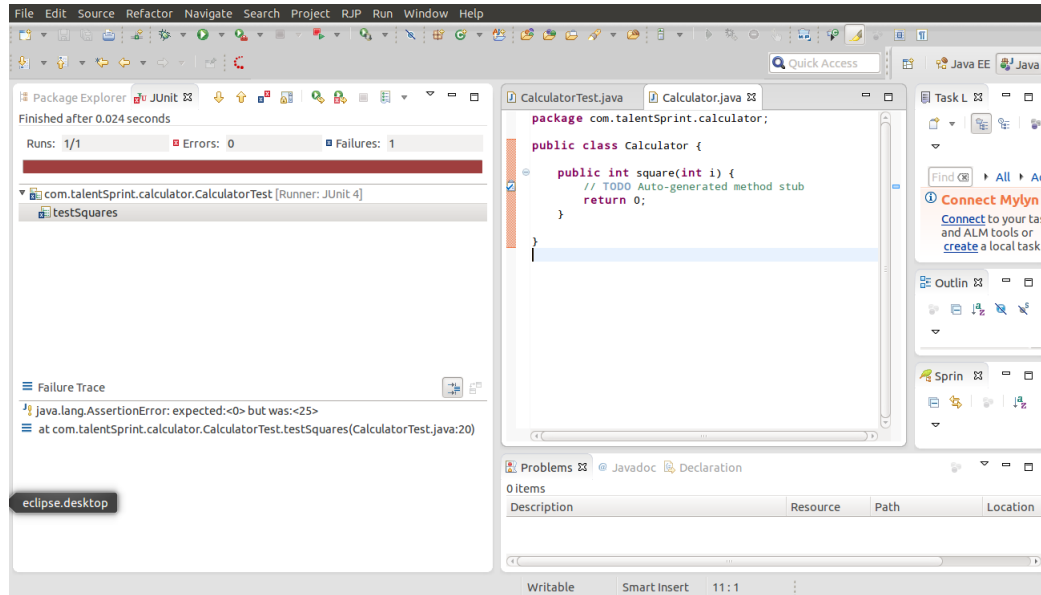 File Edit Source Refactor Navigate Search Project RJP Run Window Help
Quick Access
Java EE
Java
Package Explorer
JUnit
Finished after 0.024 seconds
Runs: 1/1
Errors: 0
Failures: 1
com.talentSprint.calculator.CalculatorTest [Runner: JUnit 4]
testSquares
Failure Trace
java.lang.AssertionError: expected:<0> but was:<25>
at com.talentSprint.calculator.CalculatorTest.testSquares(CalculatorTest.java:20)
eclipse.desktop
CalculatorTest.java
Calculator.java
package com.talentSprint.calculator;
public class Calculator {
public int square(int i) {
// TODO Auto-generated method stub
return 0;
}
}
Task L
Find
All
Ac
Connect Mylyn
Connect to your tas
and ALM tools or
create a local task
Outlin
Sprin
Problems
@ Javadoc
Declaration
0 items
Description
Resource
Path
Location
Writable
Smart Insert
11 : 1